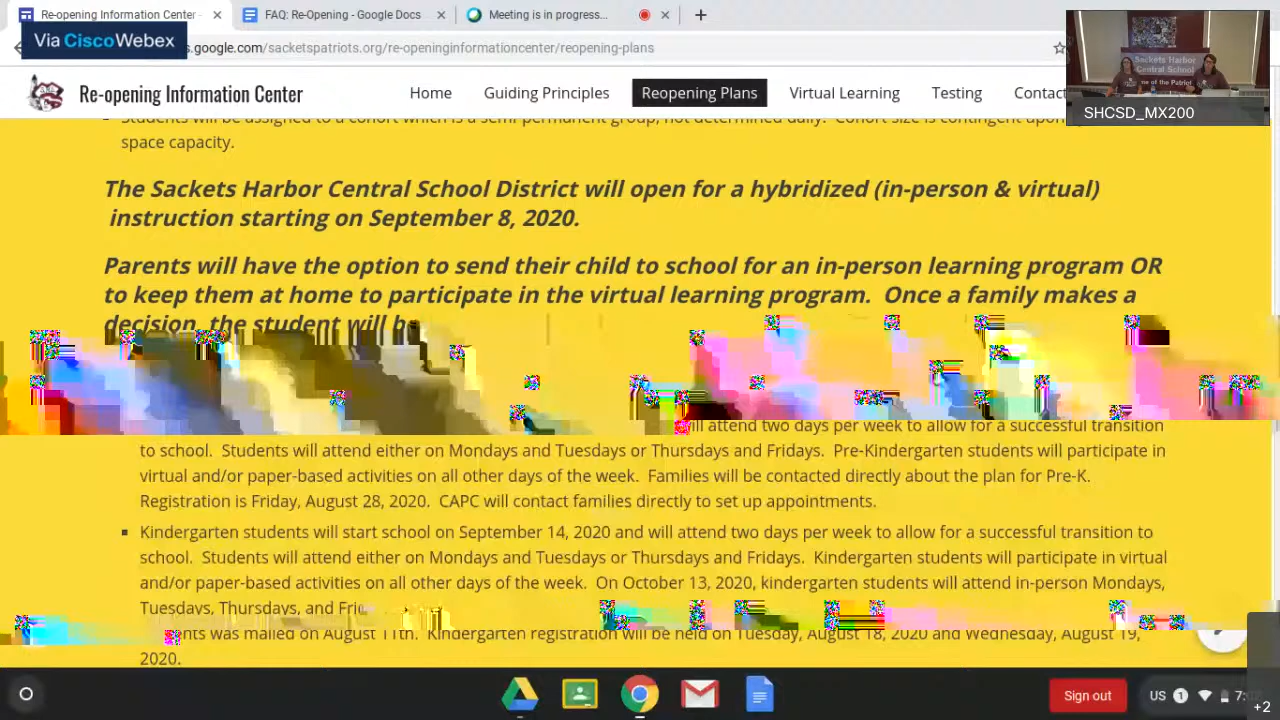 Re-opening Information Center -
FAQ: Re-Opening - Google Docs
Meeting is in progress...
Via Cisco Webex
s.google.com/sacketspatriots.org/re-openinginformationcenter/reopening-plans
Re-opening Information Center
Guiding Principles
Reopening Plans
Virtual Learning
Testing
Sackets Harbor
Central School
SHCSD_MX200
Students will be assigned to a cohort which is a semi-permanent group, not determined daily. Cohort size is contingent upon
space capacity.
The Sackets Harbor Central School District will open for a hybridized (in-person & virtual)
instruction starting on September 8, 2020.
Parents will have the option to send their child to school for an in-person learning program OR
to keep them at home to participate in the virtual learning program. Once a family makes a
decision, the student will be
attend two days per week to allow for a successful transition
to school. Students will attend either on Mondays and Tuesdays or Thursdays and Fridays. Pre-Kindergarten students will participate in
virtual and/or paper-based activities on all other days of the week. Families will be contacted directly about the plan for Pre-K.
Registration is Friday, August 28, 2020. CAPC will contact families directly to set up appointments.
Kindergarten students will start school on September 14, 2020 and will attend two days per week to allow for a successful transition to
school. Students will attend either on Mondays and Tuesdays or Thursdays and Fridays. Kindergarten students will participate in virtual
and/or paper-based activities on all other days of the week. On October 13, 2020, kindergarten students will attend in-person Mondays,
Tuesdays, Thursdays, and
was mailed on August 11th. Kindergarten registration will be held on Tuesday, August 18, 2020 and Wednesday, August 19,
2020.
Sign out
US
1
+2